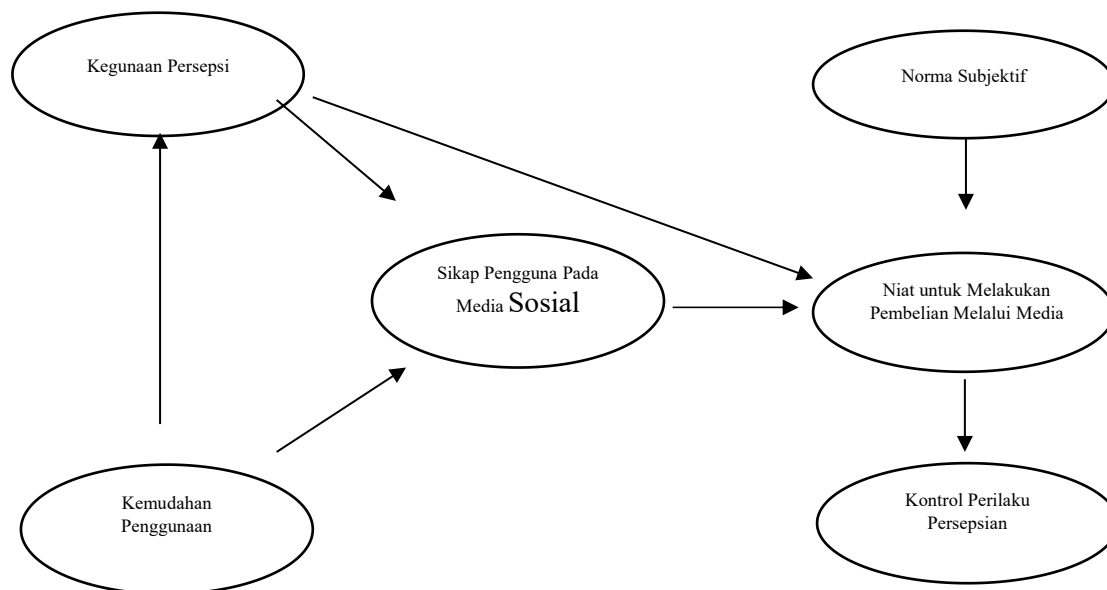 Kegunaan Persepsi
Norma Subjektif
Sikap Pengguna Pada
Media Sosial
Niat untuk Melakukan
Pembelian Melalui Media
Kemudahan
Penggunaan
Kontrol Perilaku
Persepsian